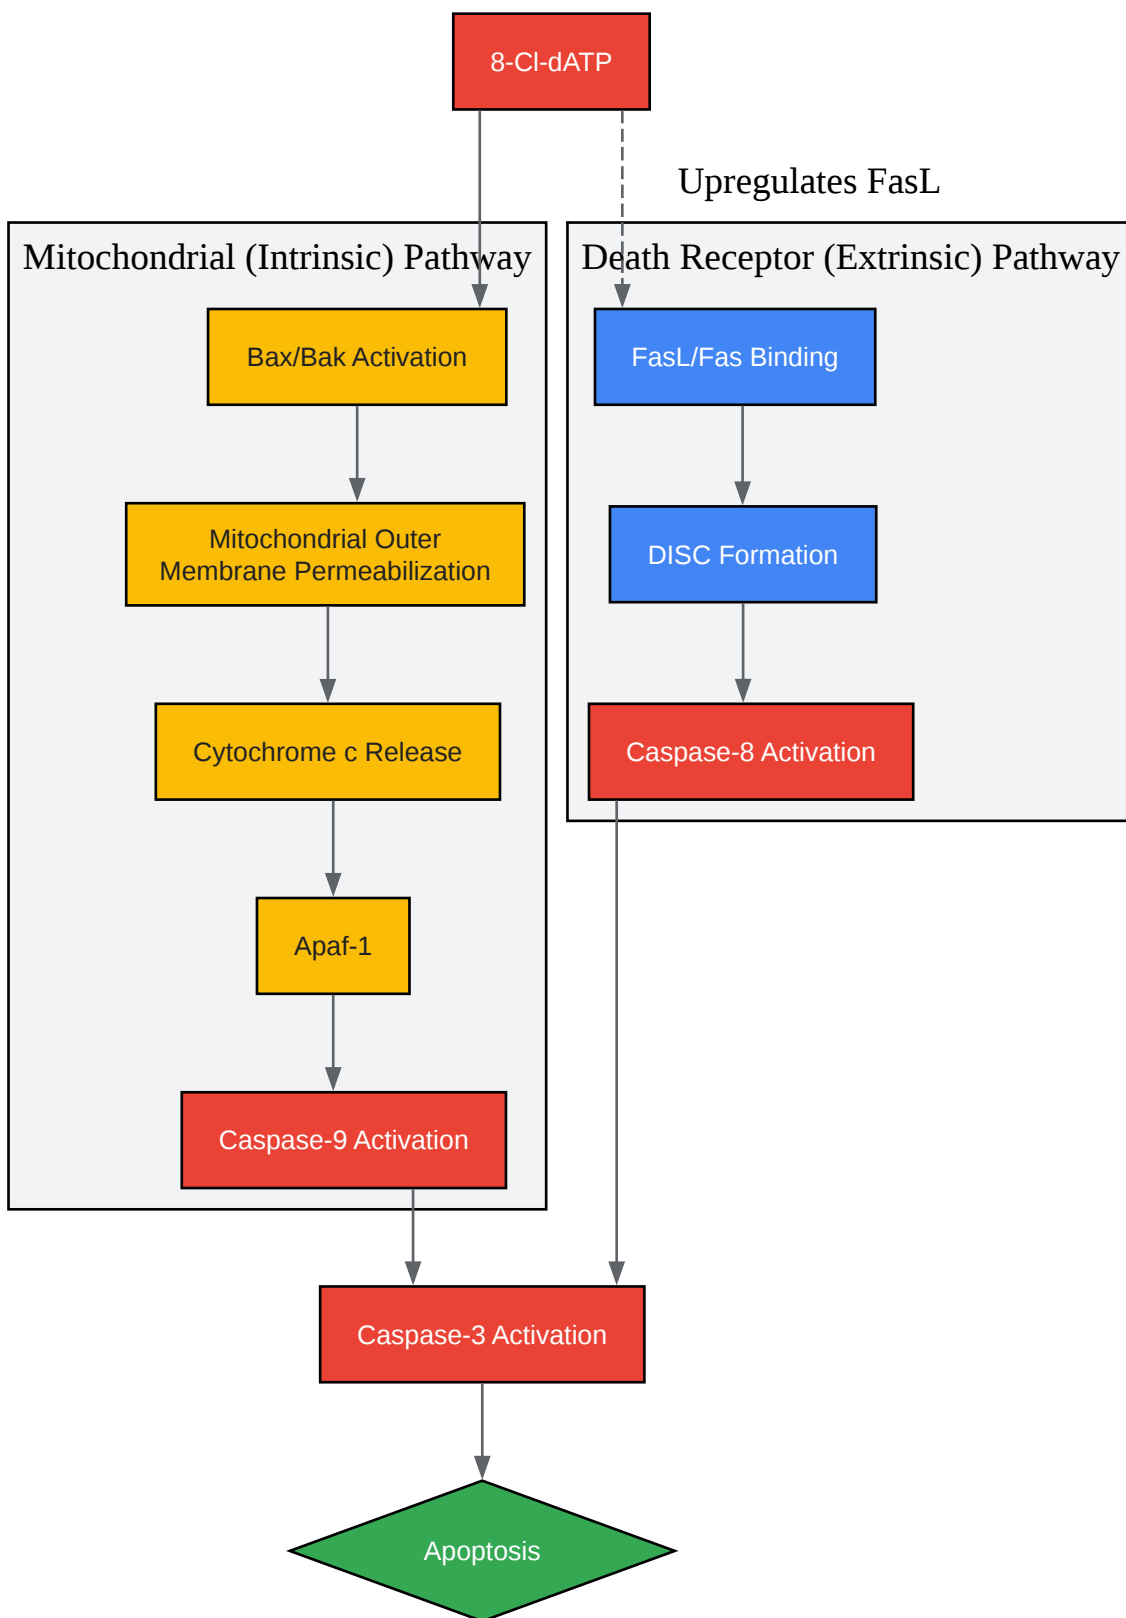 8-Cl-dATP
Upregulates FasL
Mitochondrial (Intrinsic) Pathway
Bax/Bak Activation
Mitochondrial Outer
Membrane Permeabilization
Cytochrome c Release
Apaf-1
Caspase-9 Activation
Death Receptor (Extrinsic) Pathway
FasL/Fas Binding
DISC Formation
Caspase-8 Activation
Caspase-3 Activation
Apoptosis